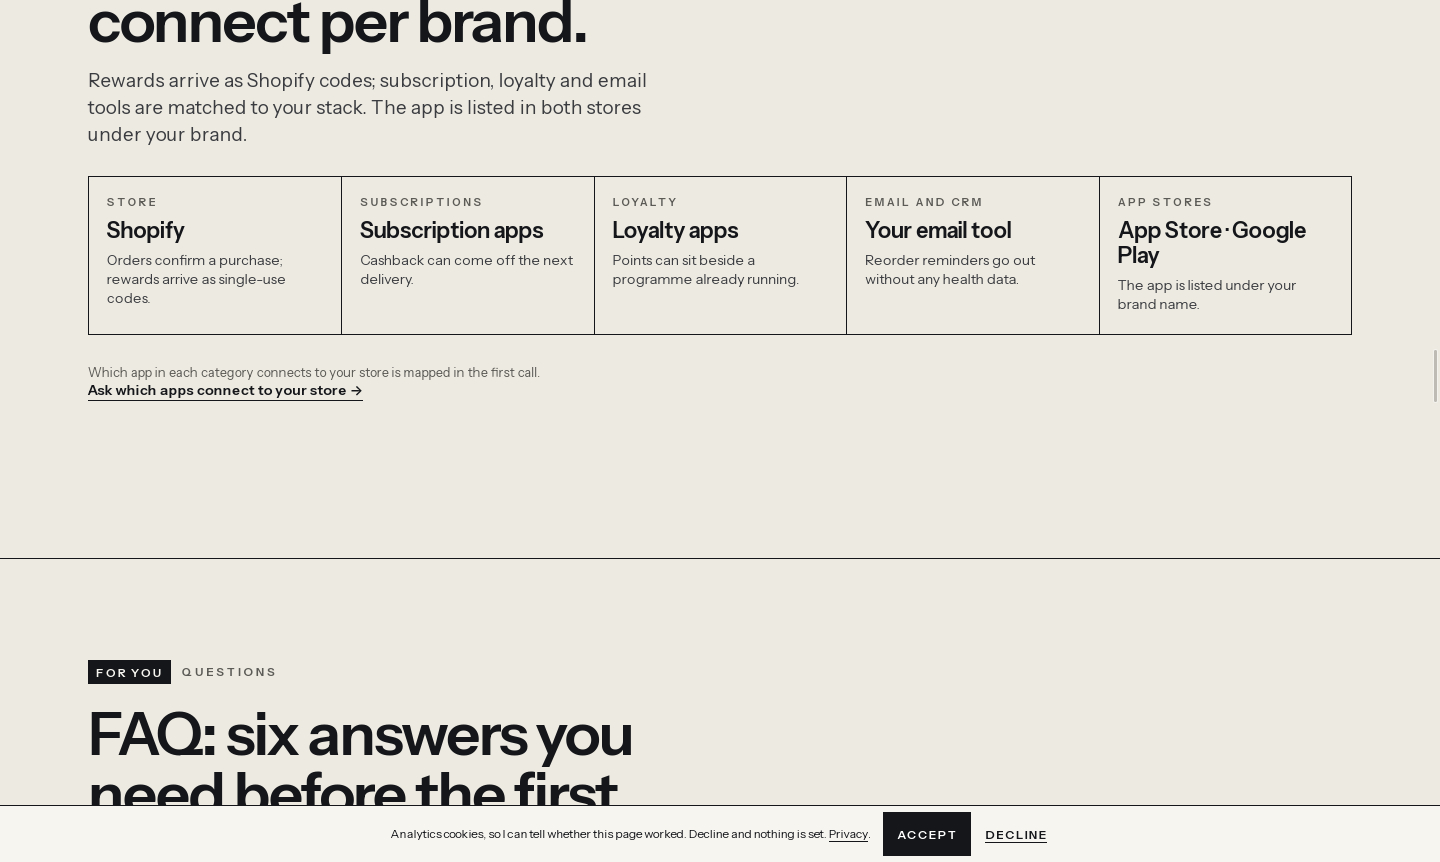 connect per brand.
Rewards arrive as Shopify codes; subscription, loyalty and email
tools are matched to your stack. The app is listed in both stores
under your brand.
STORE
Shopify
Orders confirm a purchase;
rewards arrive as single-use
codes.
SUBSCRIPTIONS
Subscription apps
Cashback can come off the next
delivery.
LOYALTY
Loyalty apps
Points can sit beside a
programme already running.
EMAIL AND CRM
Your email tool
Reorder reminders go out
without any health data.
APP STORES
App Store · Google
Play
The app is listed under your
brand name.
Which app in each category connects to your store is mapped in the first call.
Ask which apps connect to your store →
FOR YOU QUESTIONS
FAQ: six answers you
need before the first
Analytics cookies, so I can tell whether this page worked. Decline and nothing is set. Privacy. ACCEPT DECLINE